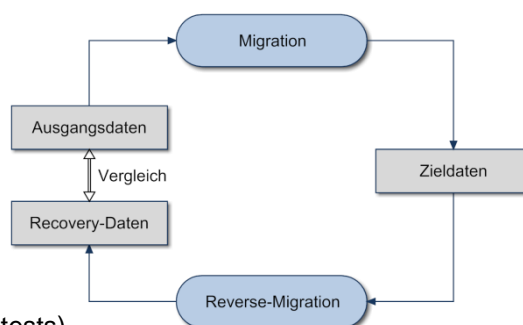 Migration
Ausgangsdaten
Vergleich
Zieldaten
Recovery-Daten
Reverse-Migration